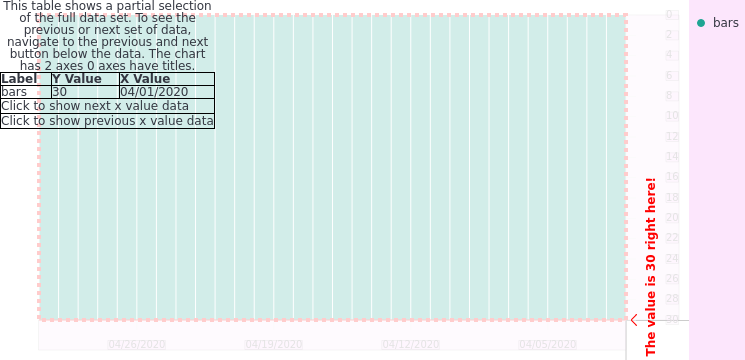 This table shows a partial selection
of the full data set. To see the
previous or next set of data,
navigate to the previous and next
button below the data. The chart
has 2 axes 0 axes have titles.
Label Y Value X Value
bars 30 04/01/2020
Click to show next x value data
Click to show previous x value data
0
2
4
6
8
10
12
14
16
18
20
22
24
26
28
30
The value is 30 right here!
04/26/2020 04/19/2020 04/12/2020 04/05/2020
bars